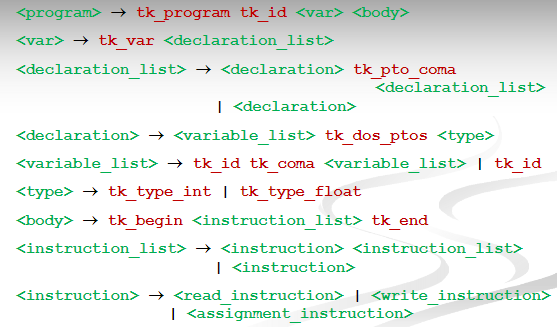 <program> → tk_program tk_id <var> <body>
<var> → tk_var <declaration_list>
<declaration_list> → <declaration> tk_pto_coma
<declaration_list>
| <declaration>
<declaration> → <variable_list> tk_dos_ptos <type>
<variable_list> → tk_id tk_coma <variable_list> | tk_id
<type> → tk_type_int | tk_type_float
<body> → tk_begin <instruction_list> tk_end
<instruction_list> → <instruction> <instruction_list>
| <instruction>
<instruction> → <read_instruction> | <write_instruction>
| <assignment_instruction>